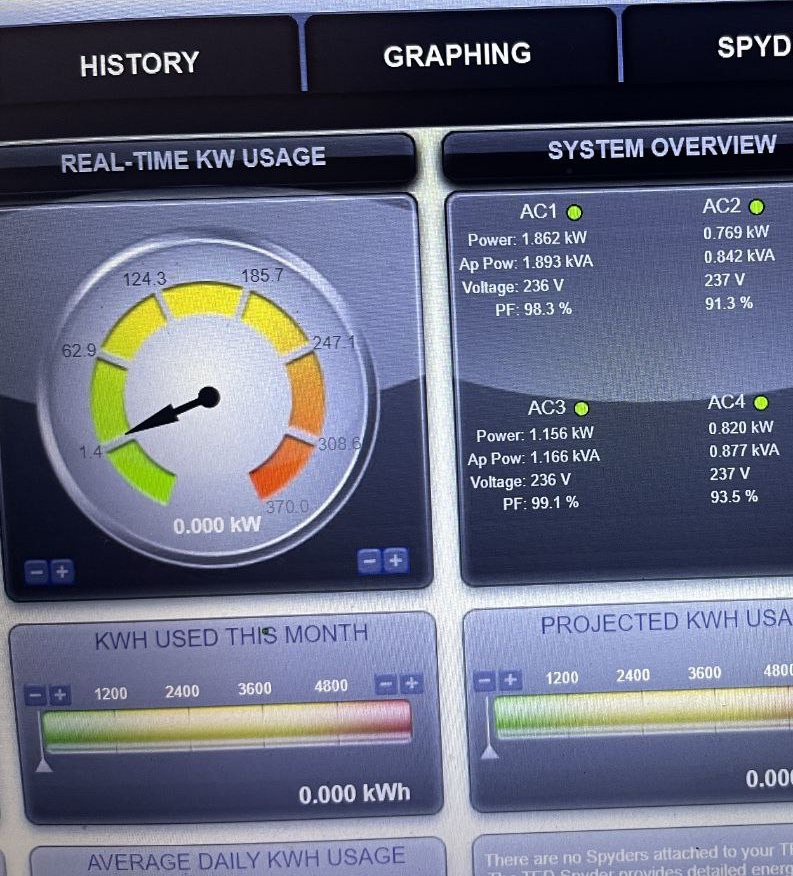 HISTORY
GRAPHING
SPYD
REAL-TIME KW USAGE
SYSTEM OVERVIEW
124.3
185.7
62.9
247.1
1.4
308.6
370.0
0.000 kW
− +
− +
AC1
Power: 1.862 kW
Ap Pow: 1.893 kVA
Voltage: 236 V
PF: 98.3 %
AC2
0.769 kW
0.842 kVA
237 V
91.3 %
AC3
Power: 1.156 kW
Ap Pow: 1.166 kVA
Voltage: 236 V
PF: 99.1 %
AC4
0.820 kW
0.877 kVA
237 V
93.5 %
KWH USED THIS MONTH
− + 1200 2400 3600 4800 − +
0.000 kWh
PROJECTED KWH USA
− + 1200 2400 3600 4800
0.00
AVERAGE DAILY KWH USAGE
There are no Spyders attached to your T
TED Spyder provides detailed energ